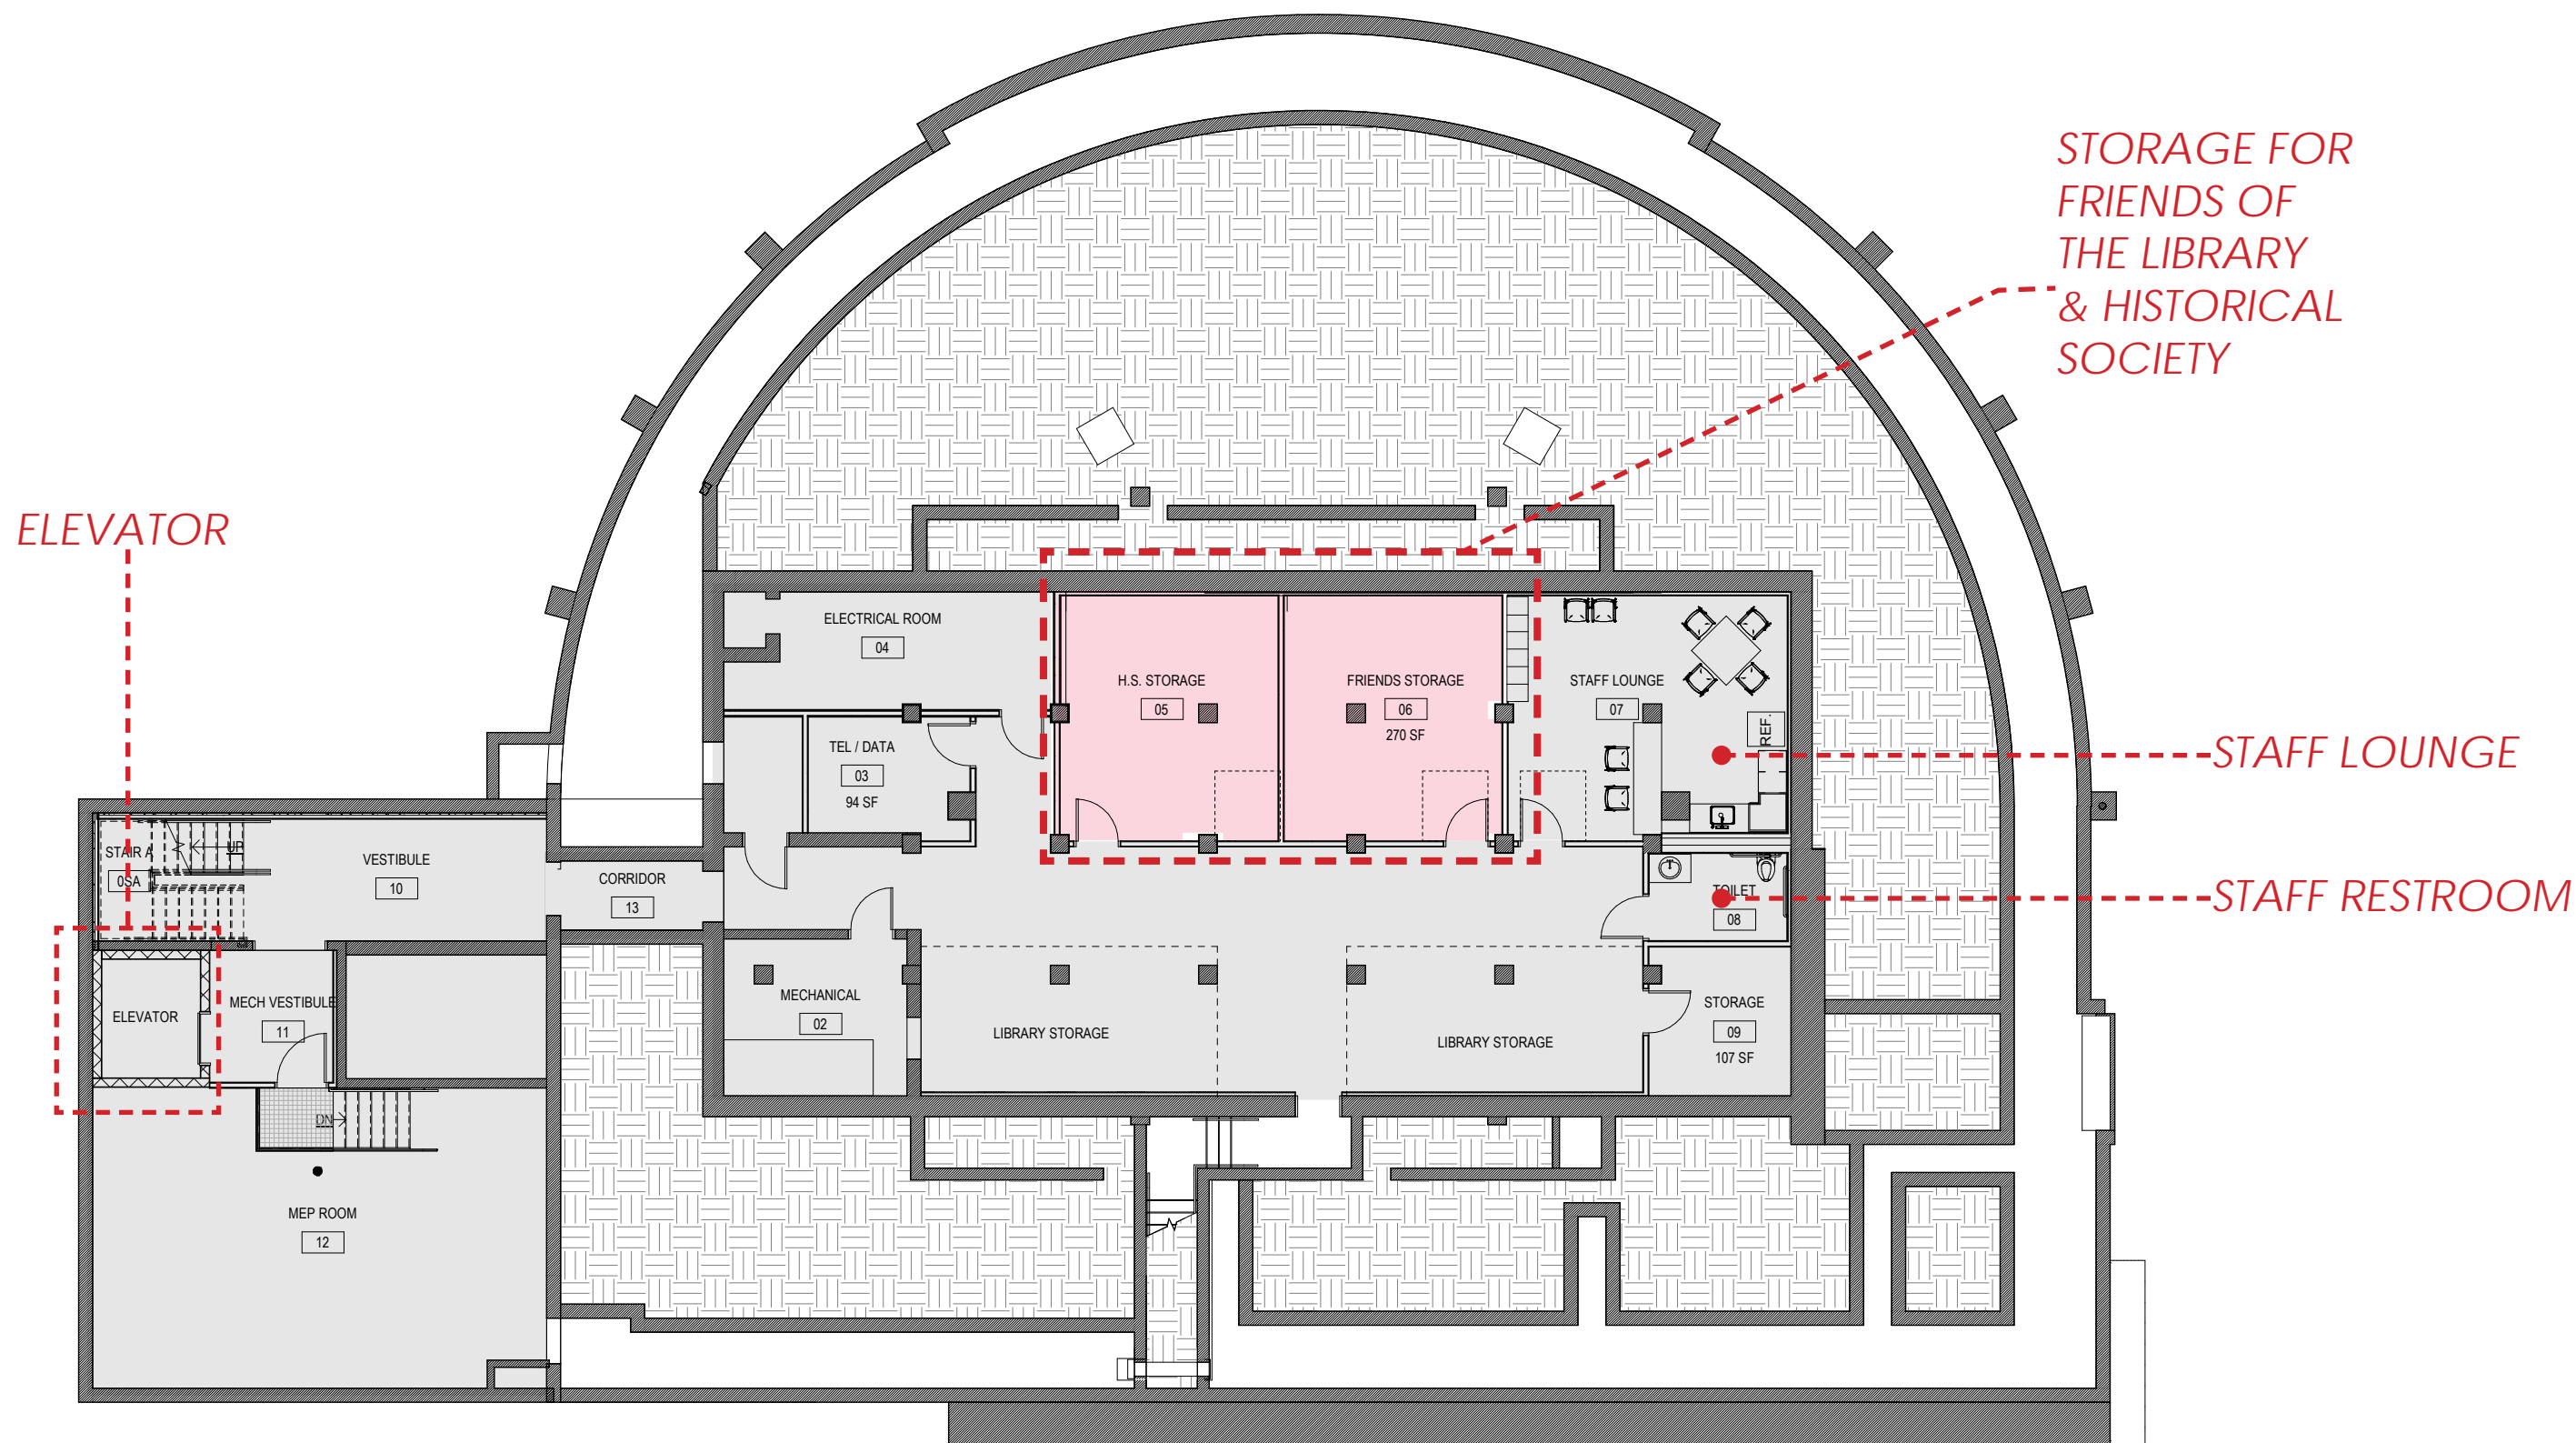 STORAGE FOR
FRIENDS OF
THE LIBRARY
& HISTORICAL
SOCIETY
ELEVATOR
ELECTRICAL ROOM
04
H.S. STORAGE
05
FRIENDS STORAGE
06
270 SF
STAFF LOUNGE
07
REF.
TEL / DATA
03
94 SF
STAFF LOUNGE
STAIR A
0SA
UP
VESTIBULE
10
CORRIDOR
13
TOILET
08
STAFF RESTROOM
ELEVATOR
MECH VESTIBULE
11
MECHANICAL
02
LIBRARY STORAGE
LIBRARY STORAGE
STORAGE
09
107 SF
DN
MEP ROOM
12